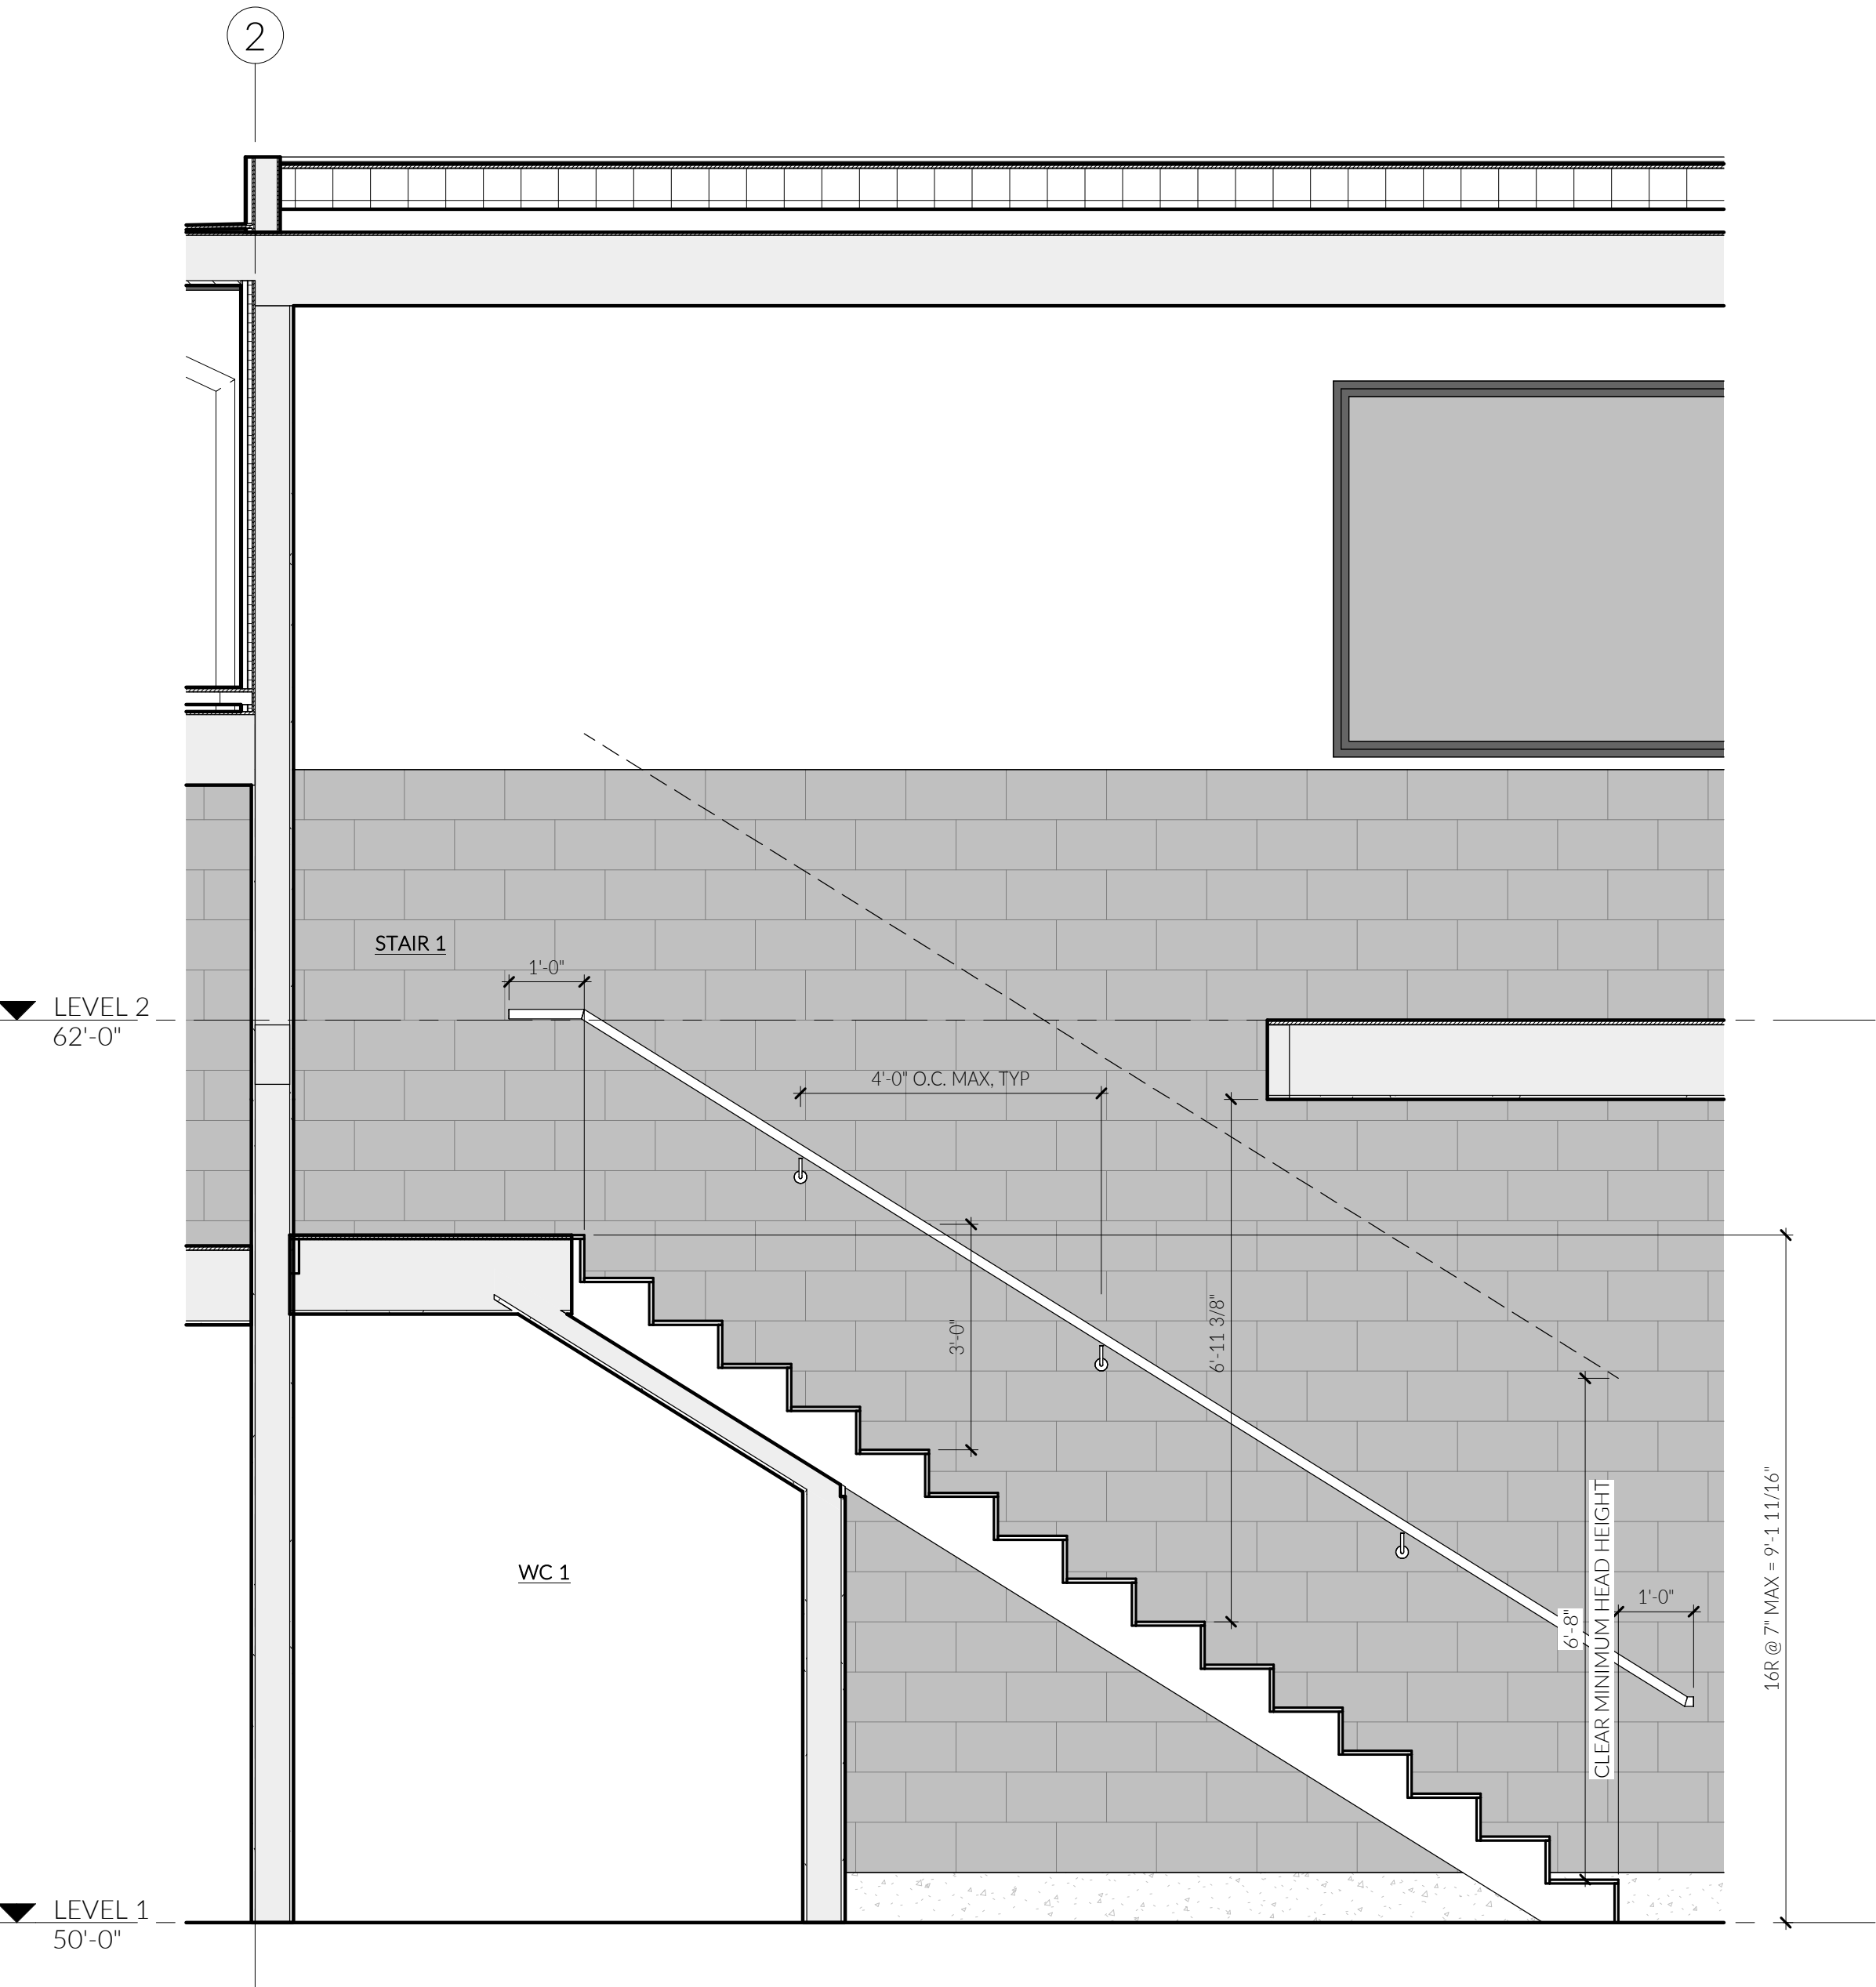 2
STAIR 1
1'-0"
LEVEL 2
62'-0"
4'-0" O.C. MAX, TYP
3'-0"
6'-11 3/8"
6'-8"
CLEAR MINIMUM HEAD HEIGHT
1'-0"
16R @ 7" MAX = 9'-1 11/16"
WC 1
LEVEL 1
50'-0"